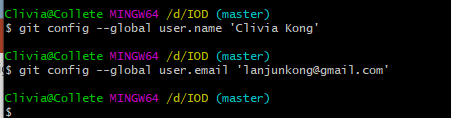 Clivia@Collete MINGW64 /d/IOD (master)
$ git config --global user.name 'Clivia Kong'
Clivia@Collete MINGW64 /d/IOD (master)
$ git config --global user.email 'lanjunkong@gmail.com'
Clivia@Collete MINGW64 /d/IOD (master)
$